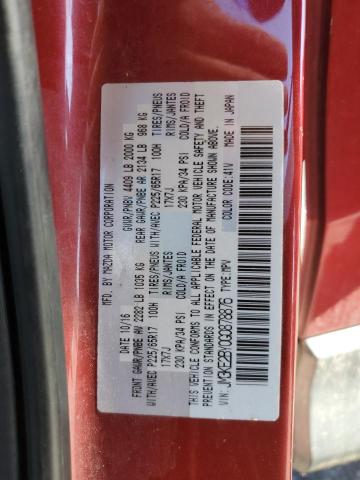 MFD. BY MAZDA MOTOR CORPORATION
10/16 GVWR/PNBV 4409 LB 2000 KG
FRONT GAWR/PNBE AV 2282 LB 1035 KG REAR GAWR/PNBE AR 2134 LB 968 KG
WITH/AVEC P225/65R17 100H TIRES/PNEUS WITH/AVEC P225/65R17 100H TIRES/PNEUS
17X7J RIMS/JANTES 17X7J RIMS/JANTES
230 KPA/34 PSI COLD/A FROID 230 KPA/34 PSI COLD/A FROID
THIS VEHICLE CONFORMS TO ALL APPLICABLE FEDERAL MOTOR VEHICLE SAFETY AND THEFT
PREVENTION STANDARDS IN EFFECT ON THE DATE OF MANUFACTURE SHOWN ABOVE.
COLOR CODE:41V MADE IN JAPAN
VIN: TYPE:MPV